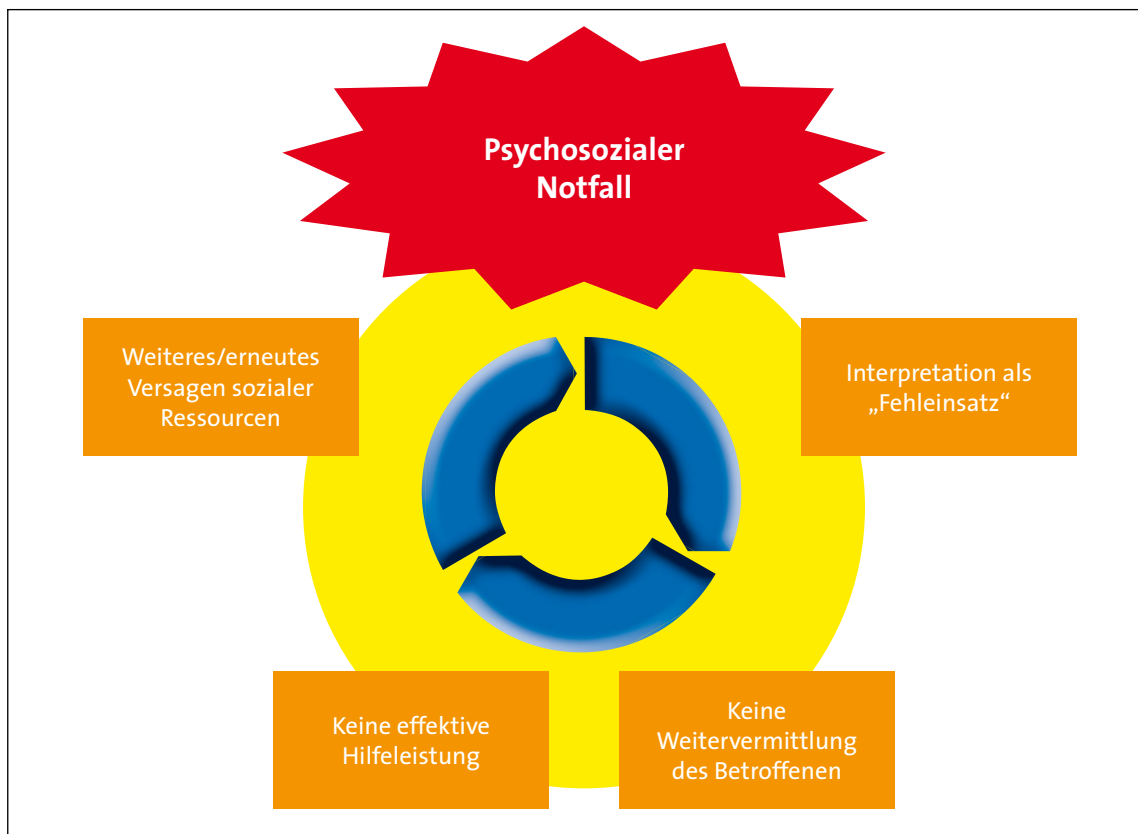 Psychosozialer
Notfall
Weiteres/erneutes
Versagen sozialer
Ressourcen
Interpretation als
„Fehleinsatz“
Keine effektive
Hilfeleistung
Keine
Weitervermittlung
des Betroffenen